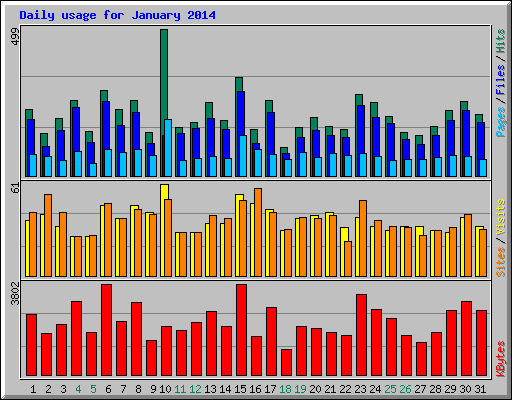 Daily usage for January 2014
499
Pages / Files / Hits
61
Sites / Visits
3802
KBytes
1 2 3 4 5 6 7 8 9 10 11 12 13 14 15 16 17 18 19 20 21 22 23 24 25 26 27 28 29 30 31